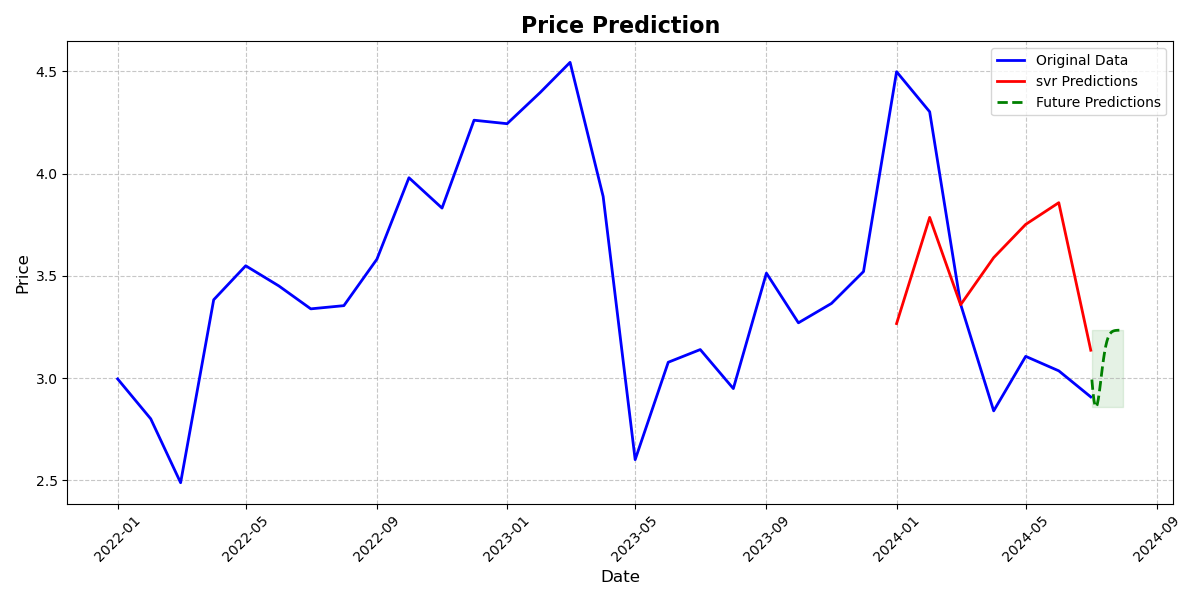 Price Prediction
Original Data
svr Predictions
Future Predictions
Price
4.5
4.0
3.5
3.0
2.5
2022-01
2022-05
2022-09
2023-01
2023-05
2023-09
2024-01
2024-05
2024-09
Date